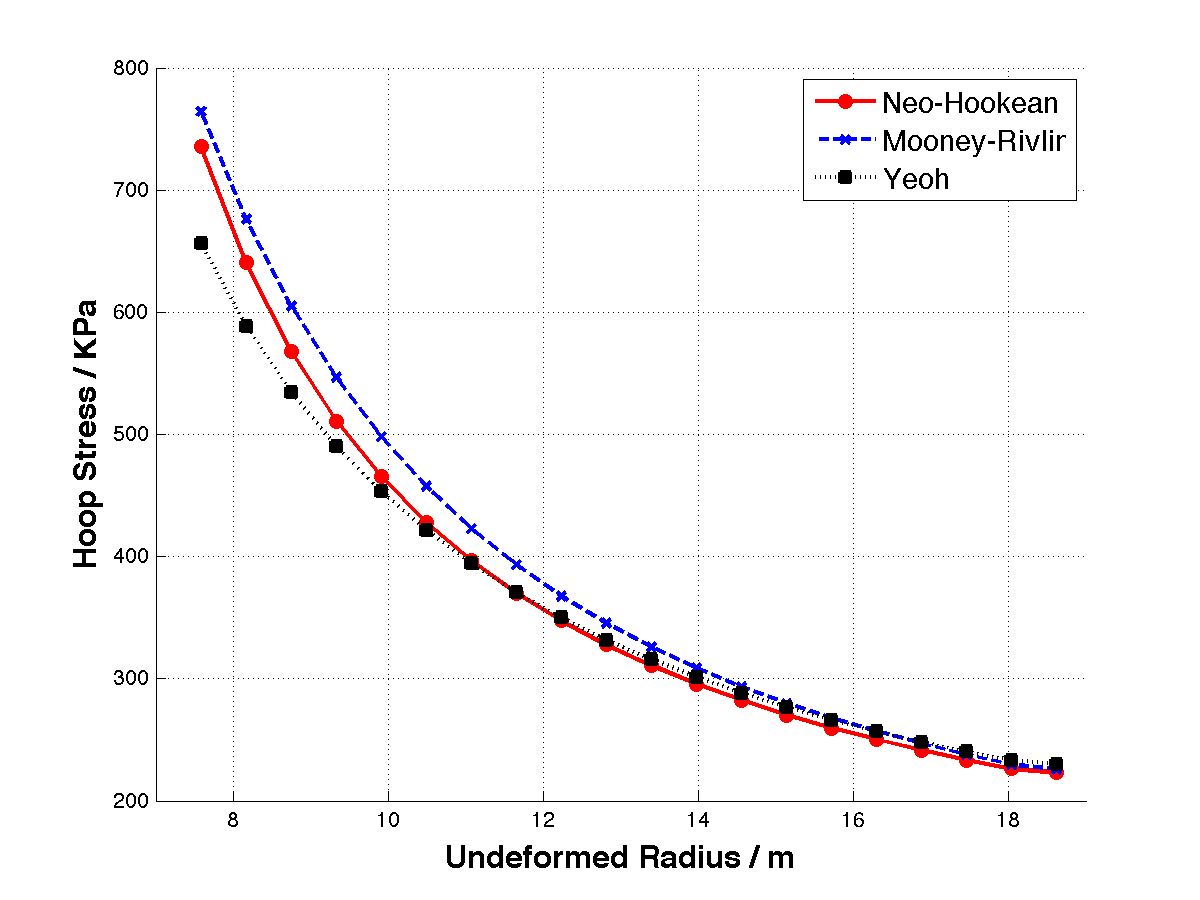 800
700
600
500
400
300
200
8 10 12 14 16 18
Hoop Stress / KPa
Undeformed Radius / m
Neo-Hookean
Mooney-Rivlir
Yeoh